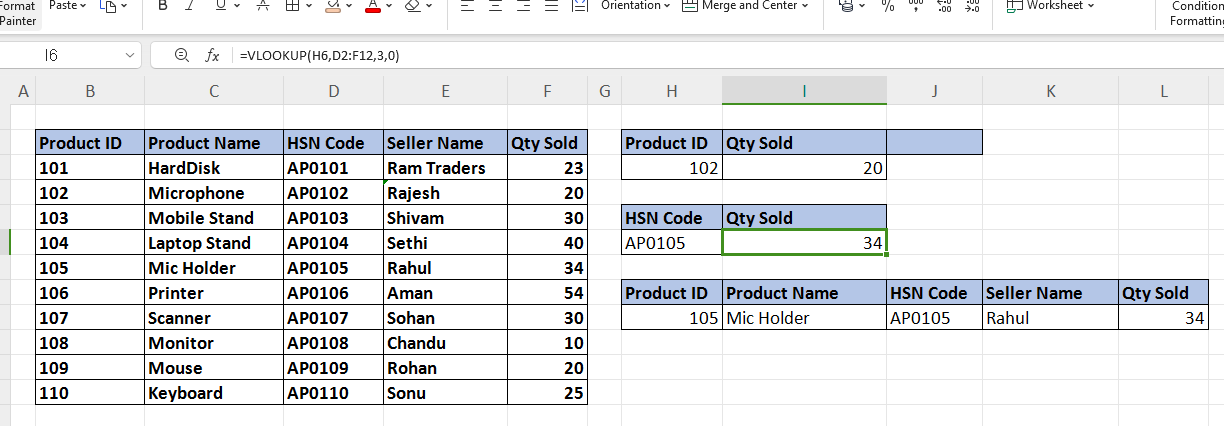 Format Paste B I U A A Orientation Merge and Center % Worksheet Condition
Painter Formatting
I6 fx =VLOOKUP(H6,D2:F12,3,0)
A B C D E F G H I J K L
Product ID Product Name HSN Code Seller Name Qty Sold Product ID Qty Sold
101 HardDisk AP0101 Ram Traders 23 102 20
102 Microphone AP0102 Rajesh 20
103 Mobile Stand AP0103 Shivam 30 HSN Code Qty Sold
104 Laptop Stand AP0104 Sethi 40 AP0105 34
105 Mic Holder AP0105 Rahul 34
106 Printer AP0106 Aman 54 Product ID Product Name HSN Code Seller Name Qty Sold
107 Scanner AP0107 Sohan 30 105 Mic Holder AP0105 Rahul 34
108 Monitor AP0108 Chandu 10
109 Mouse AP0109 Rohan 20
110 Keyboard AP0110 Sonu 25